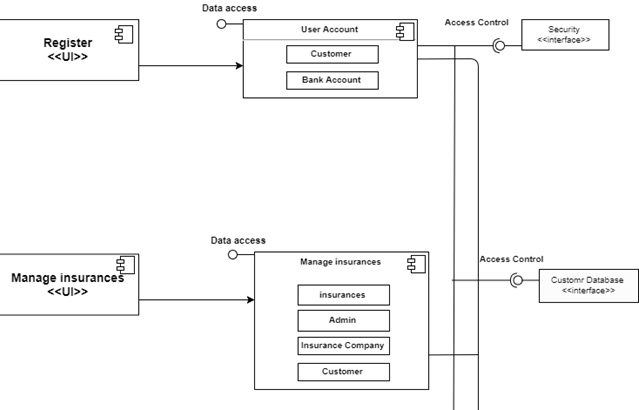 Data access
Register
<<UI>>
User Account
Customer
Bank Account
Access Control
Security
<<interface>>
Data access
Manage insurances
<<UI>>
Manage insurances
insurances
Admin
Insurance Company
Customer
Access Control
Customr Database
<<interface>>